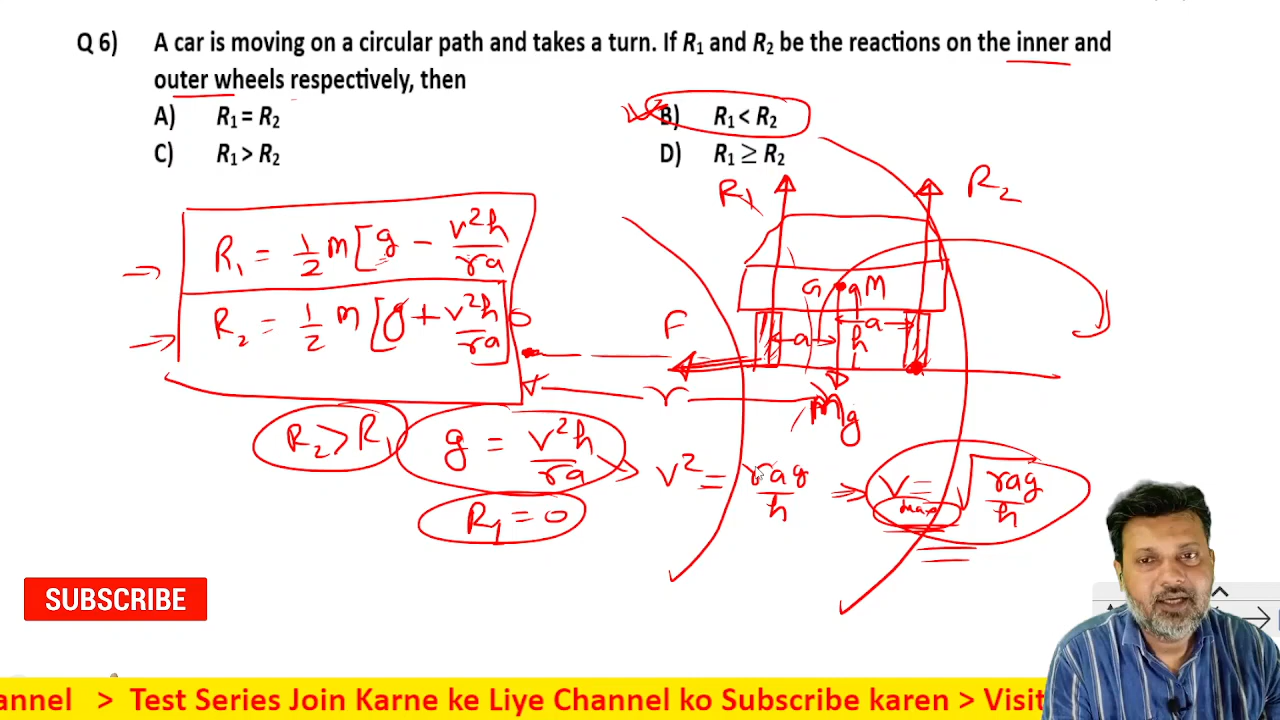 Q 6) A car is moving on a circular path and takes a turn. If R₁ and R₂ be the reactions on the inner and
outer wheels respectively, then
A) R₁ = R₂ B) R₁ < R₂
C) R₁ > R₂ D) R₁ ≥ R₂
R₁ R₂
R₁ = 1/2 m [g − v²h/ra
R₂ = 1/2 m [g + v²h/ra
G M
a a
h
F
r
mg
R₂ > R₁ g = v²h/ra
v² = rag/h ⇒ v max = √rag/h
R₁ = 0
SUBSCRIBE
annel > Test Series Join Karne ke Liye Channel ko Subscribe karen > Visit